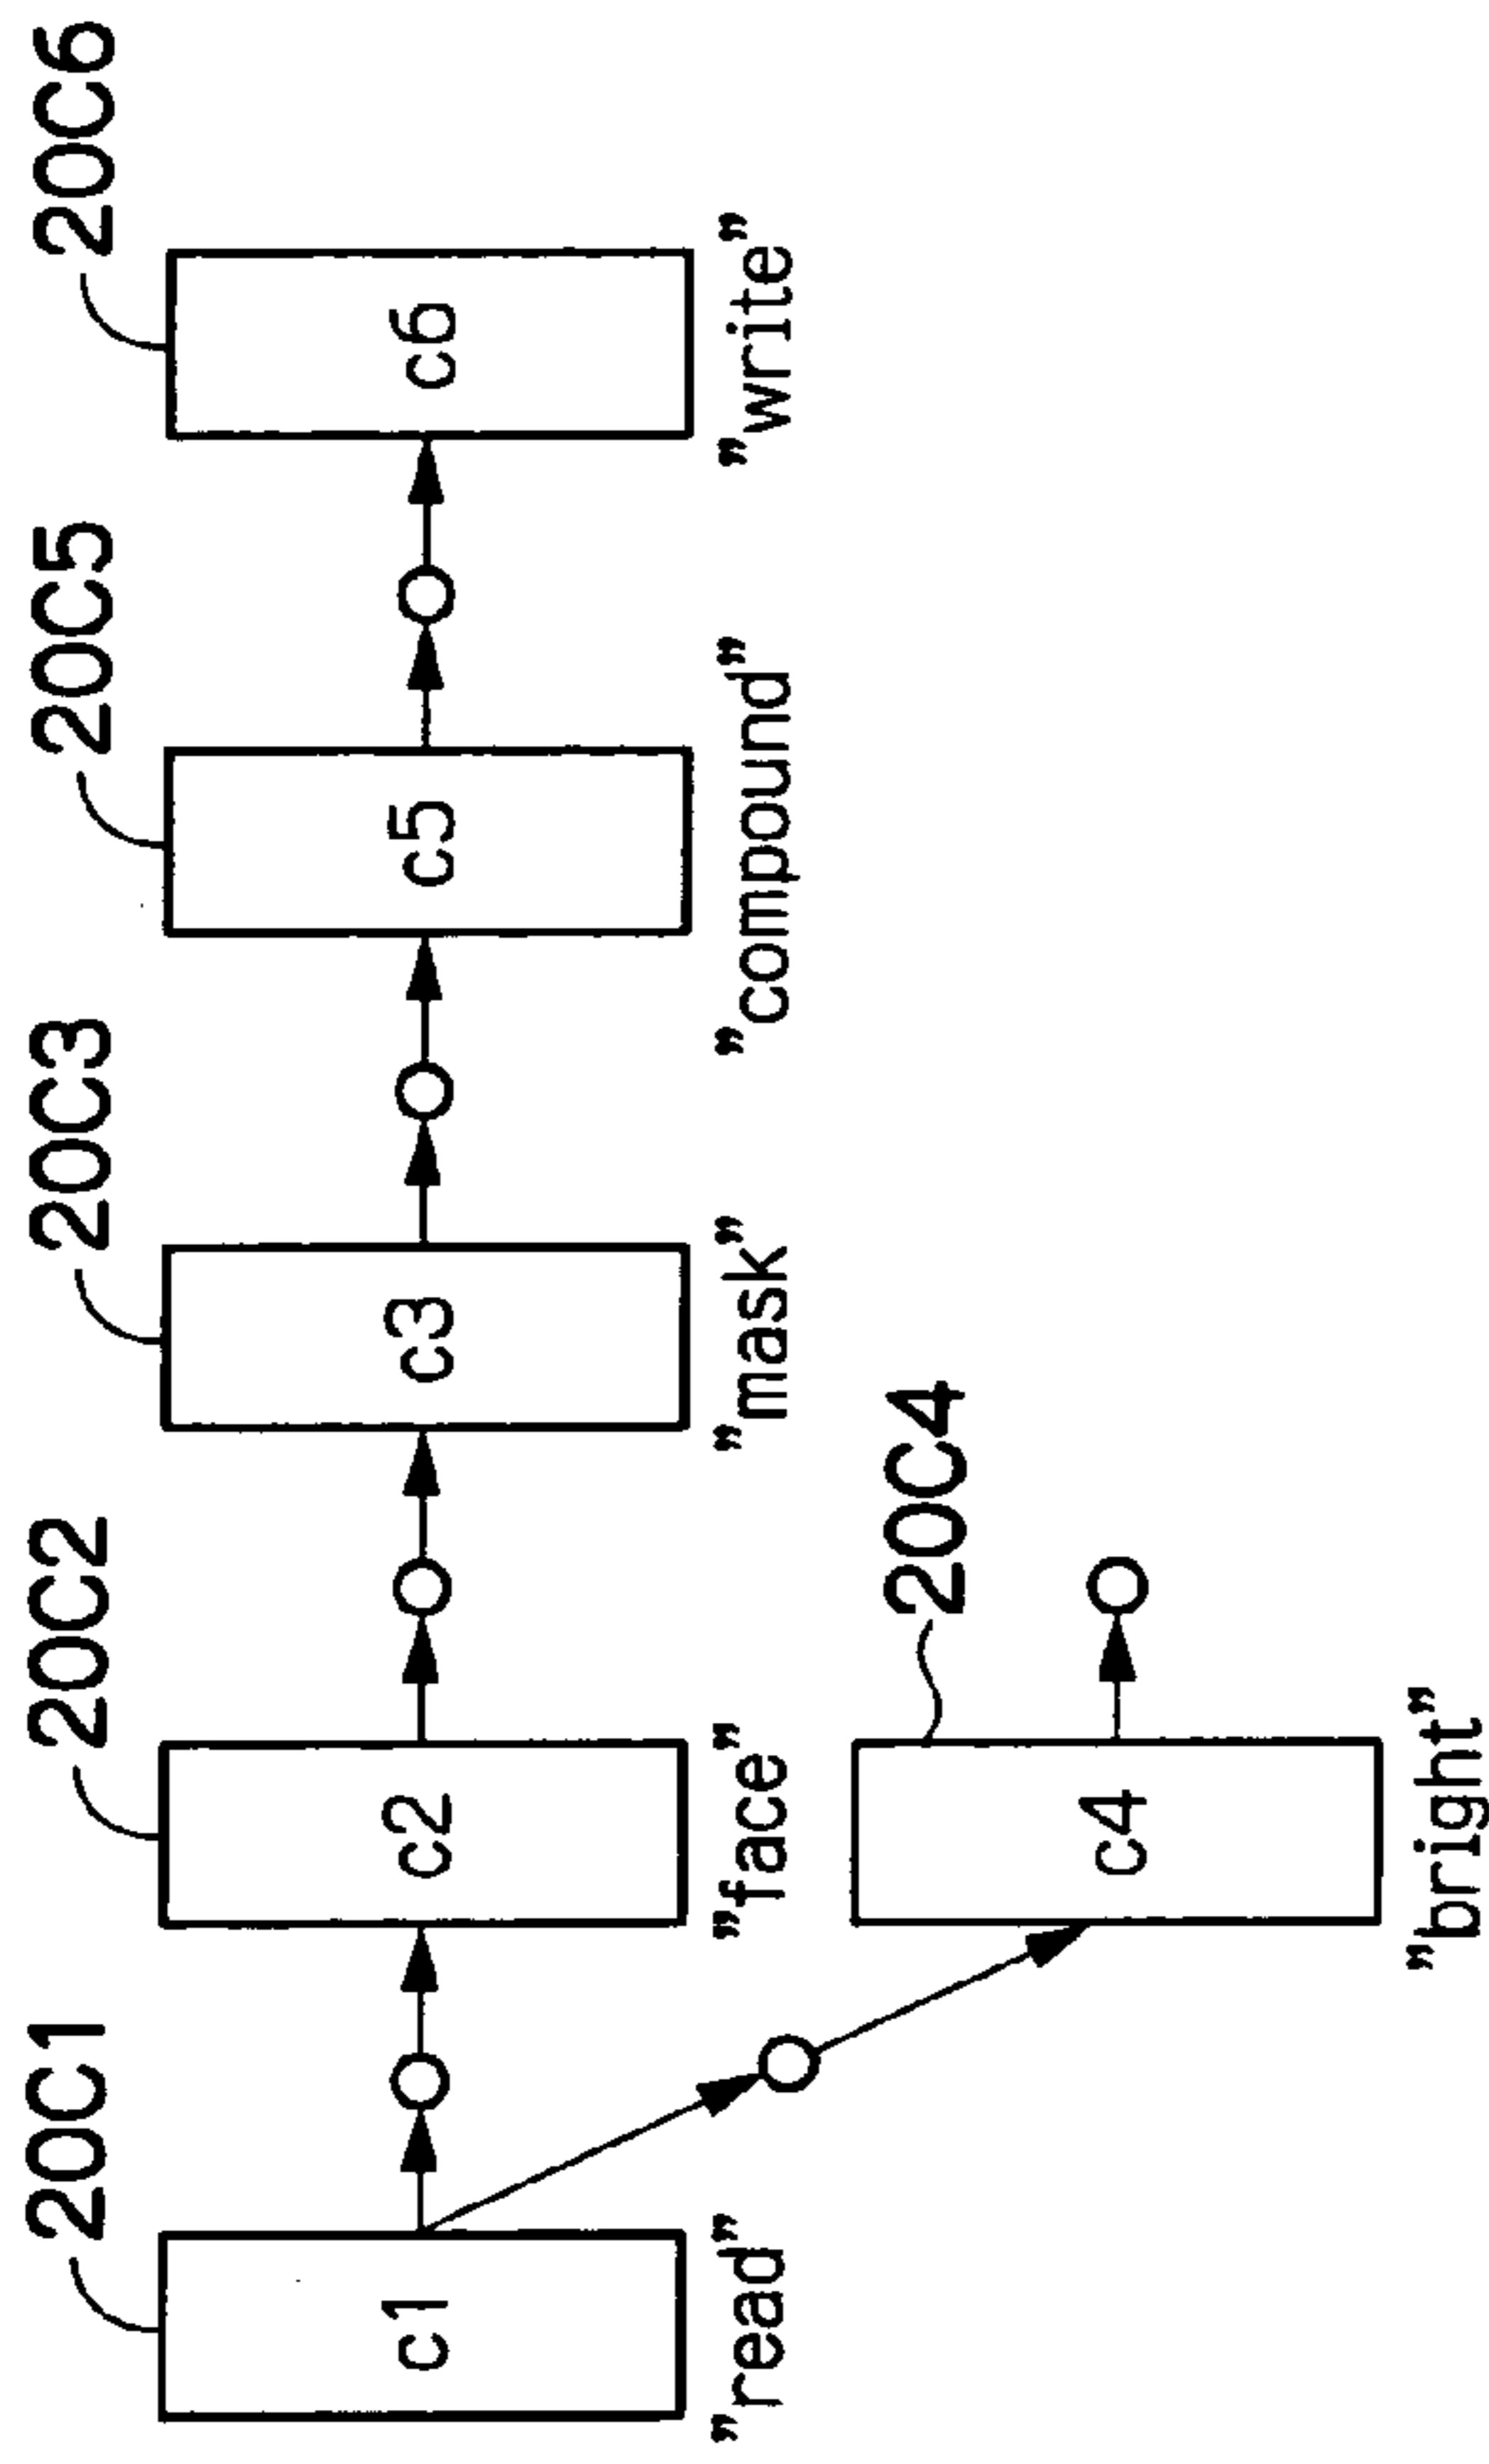 20C1
20C2
20C3
20C5
20C6
c1
c2
c3
c5
c6
"read"
"face"
"mask"
"compound"
"write"
20C4
c4
"bright"